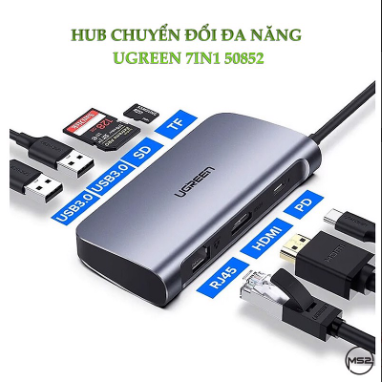 HUB CHUYỂN ĐỔI ĐA NĂNG
UGREEN 7IN1 50852
USB3.0
USB3.0
SD
TF
UGREEN
RJ45
HDMI
PD
128
MS2